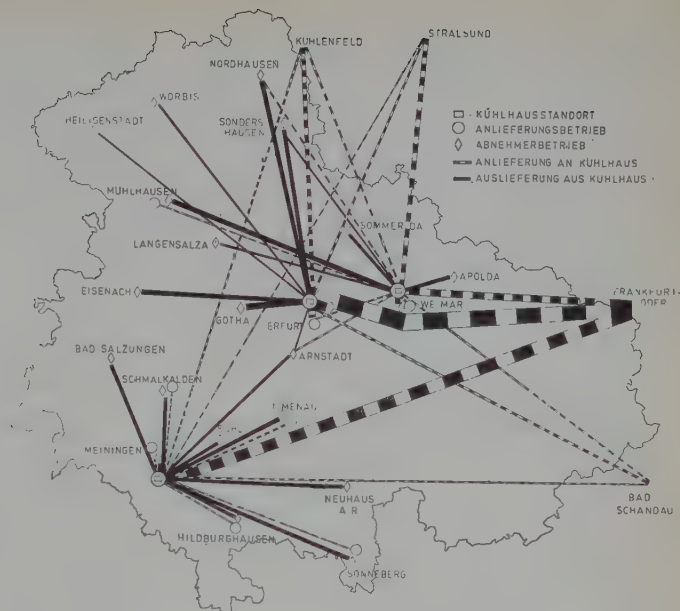 KUHLENFELD
STRALSUND
NORDHAUSEN
WORBIS
HEILIGENSTADT
SONDERS
HAUSEN
KÜHLHAUSSTANDORT
ANLIEFERUNGSBETRIEB
ABNEHMERBETRIEB
ANLIEFERUNG AN KÜHLHAUS
AUSLIEFERUNG AUS KÜHLHAUS
MÜHLHAUSEN
LANGENSALZA
SÖMMERDA
APOLDA
EISENACH
GOTHA
ERFURT
WEIMAR
FRANKFURT-
ODER
BAD SALZUNGEN
ARNSTADT
SCHMALKALDEN
ILMENAU
MEININGEN
NEUHAUS
A R
BAD
SCHANDAU
HILDBURGHAUSEN
SONNEBERG